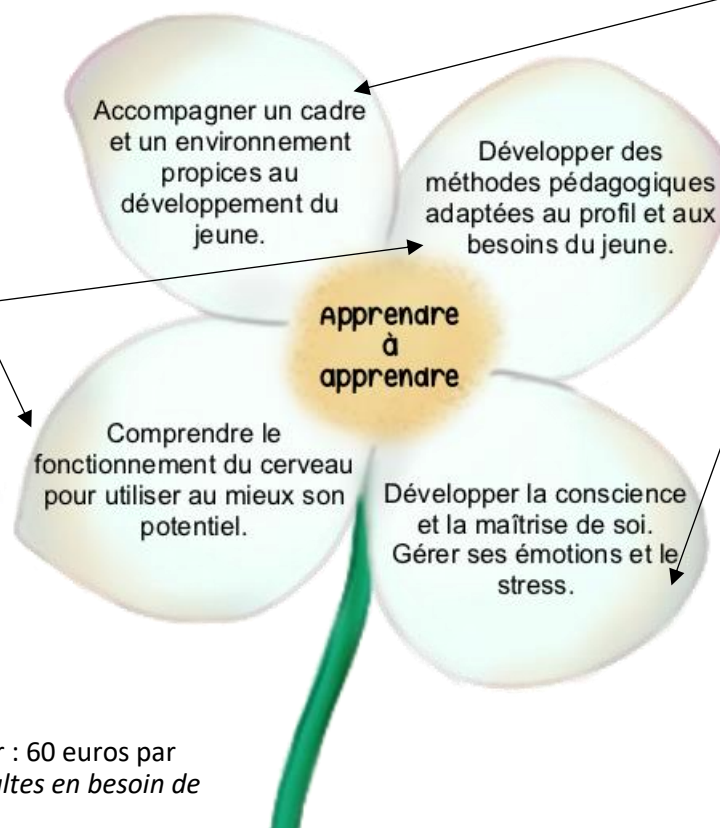 Accompagner un cadre
et un environnement
propices au
développement du
jeune.
Développer des
méthodes pédagogiques
adaptées au profil et aux
besoins du jeune.
Apprendre
à
apprendre
Comprendre le
fonctionnement du cerveau
pour utiliser au mieux son
potentiel.
Développer la conscience
et la maîtrise de soi.
Gérer ses émotions et le
stress.
: 60 euros par
en besoin de